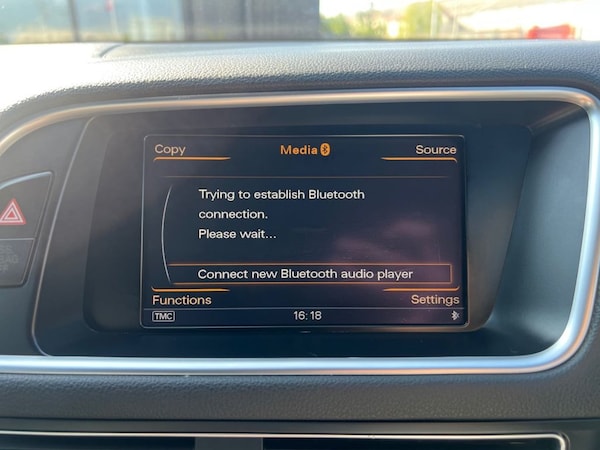 Copy
Media
Source
Trying to establish Bluetooth
connection.
Please wait...
Connect new Bluetooth audio player
Functions
Settings
TMC
16:18
OFF